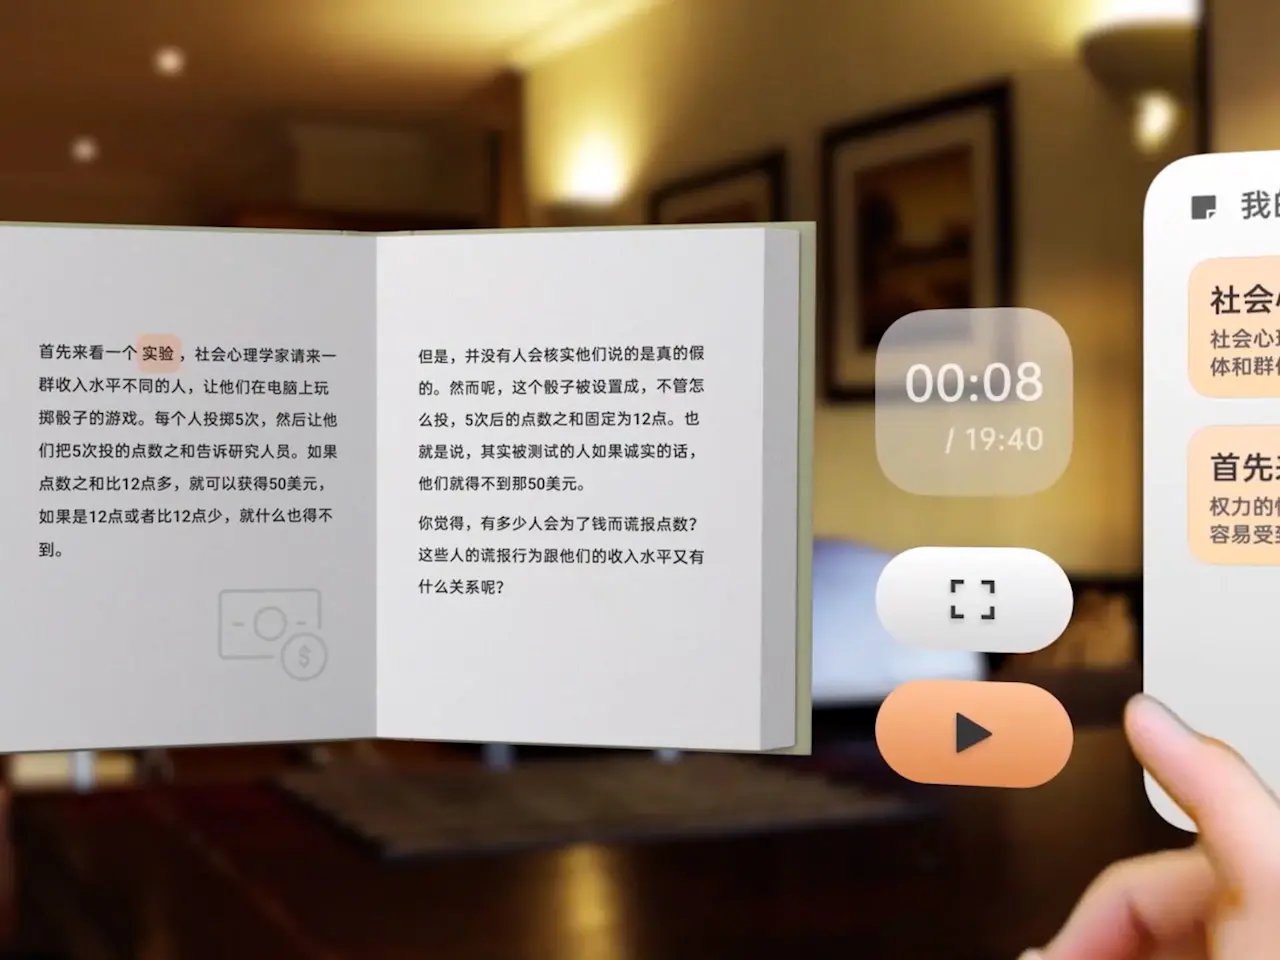 首先来看一个实验，社会心理学家请来一
群收入水平不同的人，让他们在电脑上玩
掷骰子的游戏。每个人投掷5次，然后让他
们把5次投的点数之和告诉研究人员。如果
点数之和比12点多，就可以获得50美元，
如果是12点或者比12点少，就什么也得不
到。
$
但是，并没有人会核实他们说的是真的假
的。然而呢，这个骰子被设置成，不管怎
么投，5次后的点数之和固定为12点。也
就是说，其实被测试的人如果诚实的话，
他们就得不到那50美元。
你觉得，有多少人会为了钱而谎报点数？
这些人的谎报行为跟他们的收入水平又有
什么关系呢？
00:08
/ 19:40
我的
社会心
社会心理
体和群体
首先来
权力的
容易受到